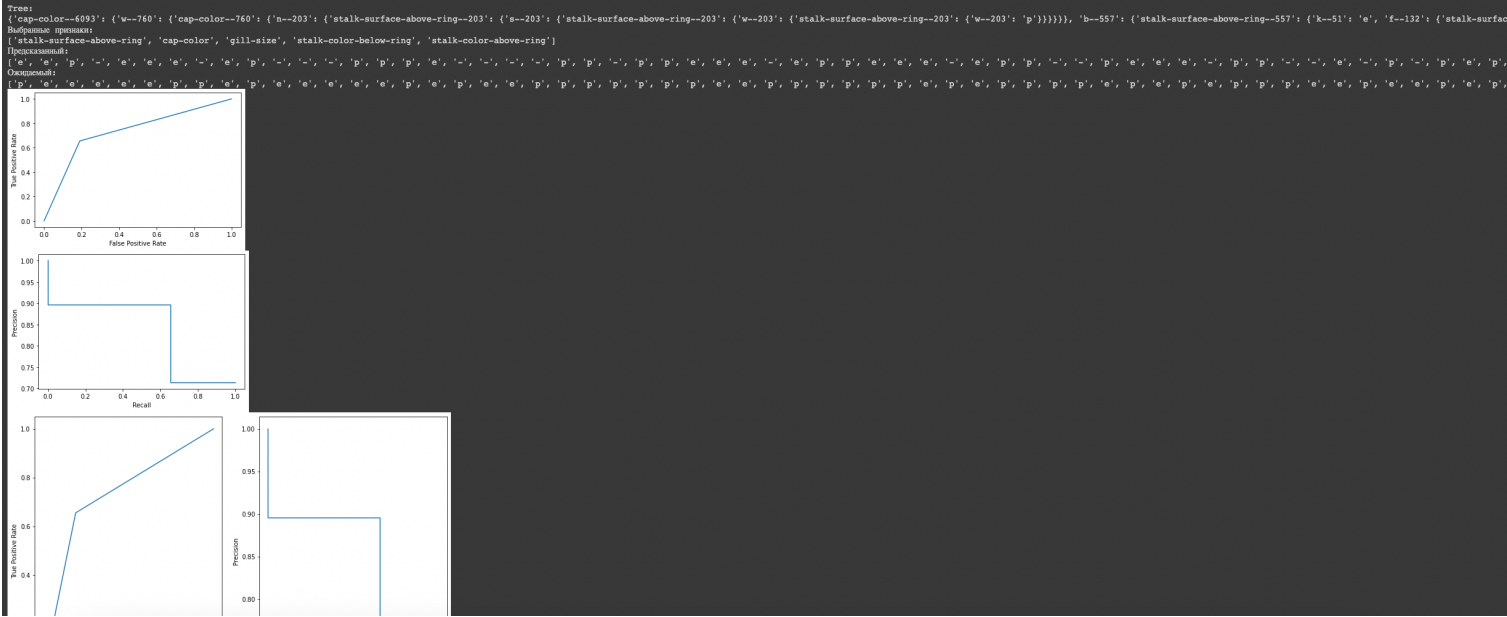 Tree:
{'cap-color--6093': {'w--760': {'cap-color--760': {'n--203': {'stalk-surface-above-ring--203': {'s--203': {'stalk-surface-above-ring--203': {'w--203': {'stalk-surface-above-ring--203': {'w--203': 'p'}}}}}}, 'b--557': {'stalk-surface-above-ring--557': {'k--51': 'e', 'f--132': {'stalk-surfac
Выбранные признаки:
['stalk-surface-above-ring', 'cap-color', 'gill-size', 'stalk-color-below-ring', 'stalk-color-above-ring']
Предсказанный:
['e', 'e', 'p', '-', 'e', 'e', 'e', '-', 'e', 'p', '-', '-', '-', 'p', 'p', 'p', 'e', '-', '-', '-', '-', 'p', 'p', '-', 'p', 'p', 'e', 'e', 'e', '-', 'e', 'p', 'p', 'e', 'e', 'e', '-', 'e', 'p', 'p', '-', '-', 'p', 'e', 'e', 'e', '-', 'p', 'p', '-', '-', 'e', '-', 'p', '-', 'p', 'e', 'p',
Ожидаемый:
['p', 'e', 'e', 'e', 'e', 'p', 'p', 'e', 'p', 'p', 'e', 'e', 'e', 'e', 'e', 'p', 'e', 'p', 'e', 'e', 'p', 'p', 'p', 'p', 'p', 'p', 'p', 'e', 'e', 'p', 'p', 'p', 'p', 'p', 'e', 'p', 'e', 'p', 'p', 'p', 'e', 'p', 'e', 'p', 'e', 'p', 'p', 'p', 'e', 'e', 'p', 'e', 'e', 'p', 'e', 'p',
1.0
0.8
0.6
0.4
0.2
0.0
True Positive Rate
0.0 0.2 0.4 0.6 0.8 1.0
False Positive Rate
1.00
0.95
0.90
0.85
0.80
0.75
0.70
Precision
0.0 0.2 0.4 0.6 0.8 1.0
Recall
1.0
0.8
0.6
0.4
True Positive Rate
1.00
0.95
0.90
0.85
0.80
Precision